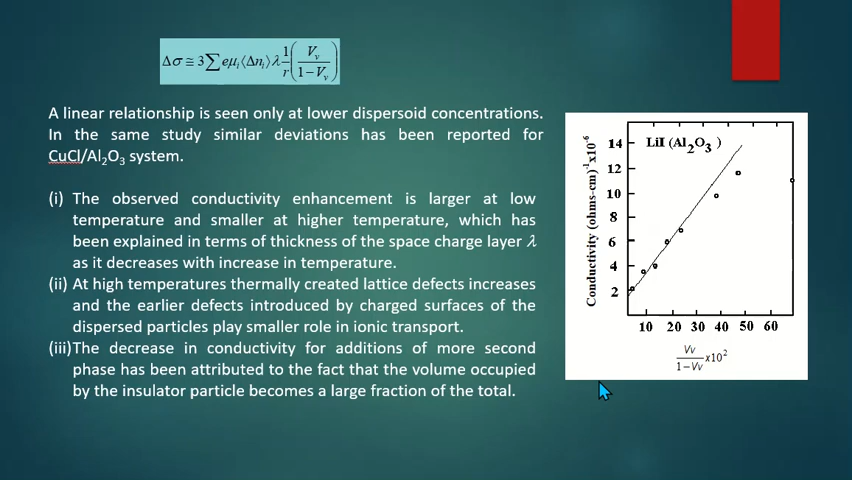 Δσ ≅ 3∑ eμᵢ⟨Δnᵢ⟩λ 1/r (Vᵥ/(1−Vᵥ))
A linear relationship is seen only at lower dispersoid concentrations.
In the same study similar deviations has been reported for
CuCl/Al₂O₃ system.
(i) The observed conductivity enhancement is larger at low
temperature and smaller at higher temperature, which has
been explained in terms of thickness of the space charge layer λ
as it decreases with increase in temperature.
(ii) At high temperatures thermally created lattice defects increases
and the earlier defects introduced by charged surfaces of the
dispersed particles play smaller role in ionic transport.
(iii)The decrease in conductivity for additions of more second
phase has been attributed to the fact that the volume occupied
by the insulator particle becomes a large fraction of the total.
LiI (Al₂O₃ )
Conductivity (ohms-cm)⁻¹x10⁻⁶
14
12
10
8
6
4
2
10 20 30 40 50 60
Vv/(1−Vv) x10²